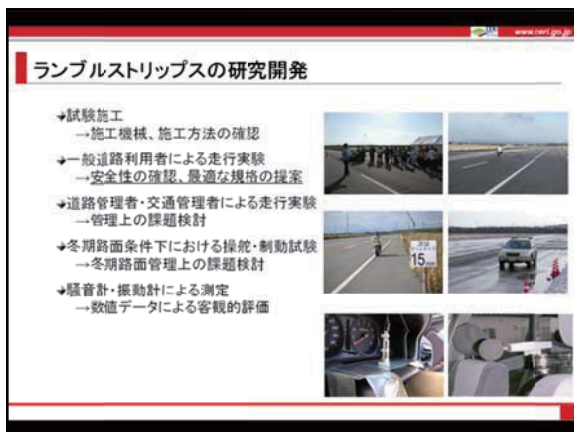 www.ceri.go.jp
ランブルストリップスの研究開発
試験施工
→施工機械、施工方法の確認
一般道路利用者による走行実験
→安全性の確認、最適な規格の提案
道路管理者・交通管理者による走行実験
→管理上の課題検討
冬期路面条件下における操舵・制動試験
→冬期路面管理上の課題検討
騒音計・振動計による測定
→数値データによる客観的評価
15